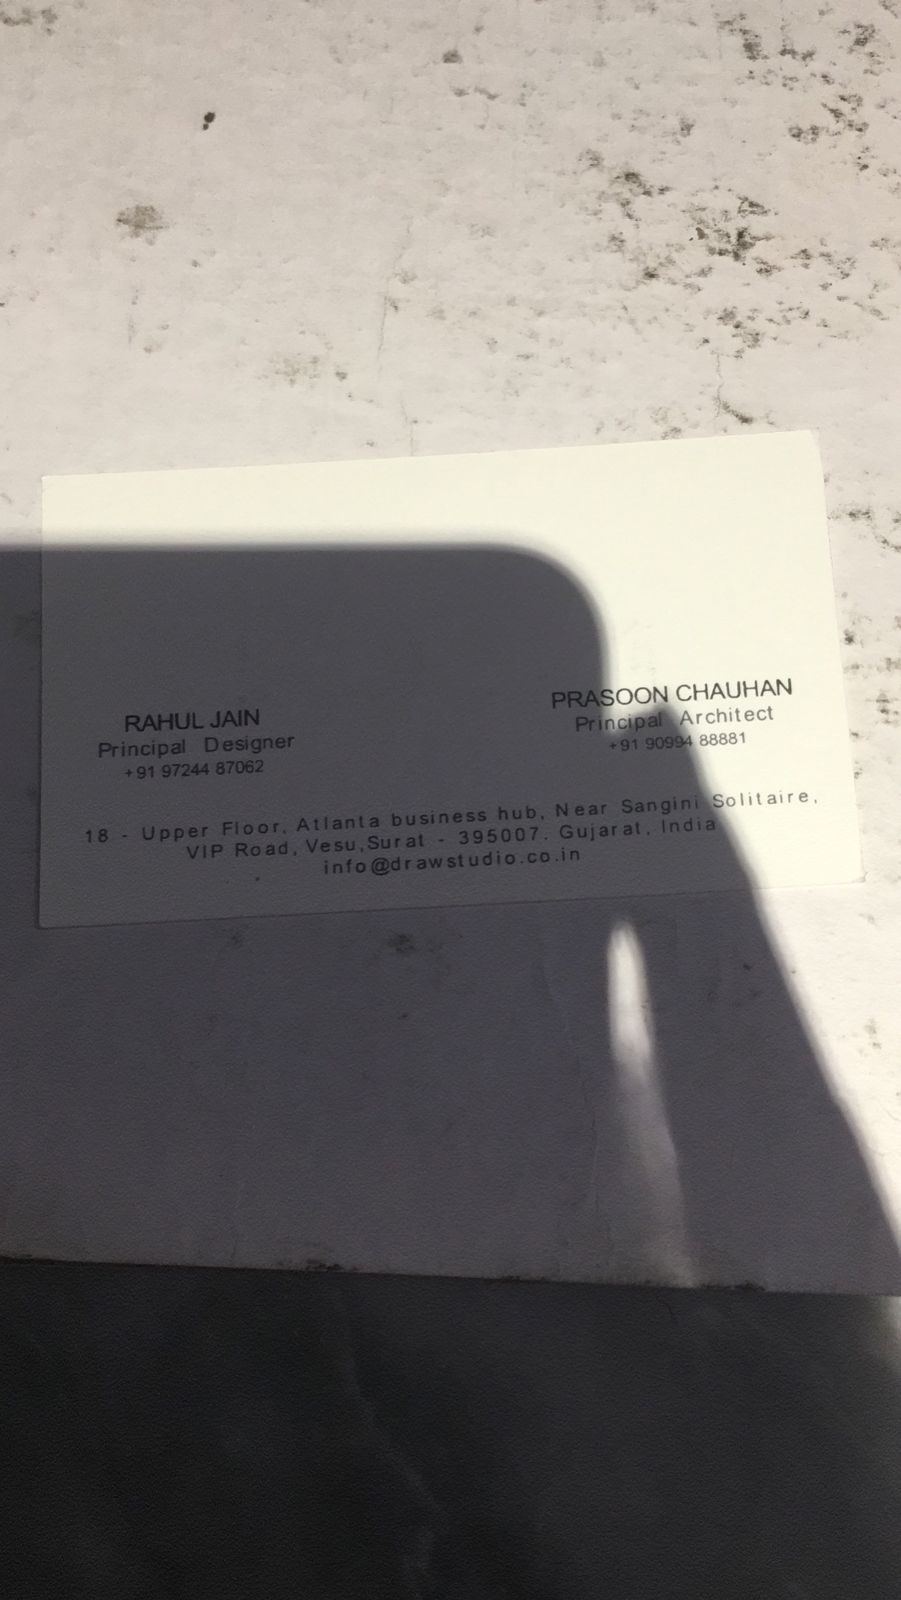 RAHUL JAIN
Principal Designer
+91 97244 87062
PRASOON CHAUHAN
Principal Architect
+91 90994 88881
18 - Upper Floor, Atlanta business hub, Near Sangini Solitaire,
VIP Road, Vesu,Surat - 395007. Gujarat, India
info@drawstudio.co.in